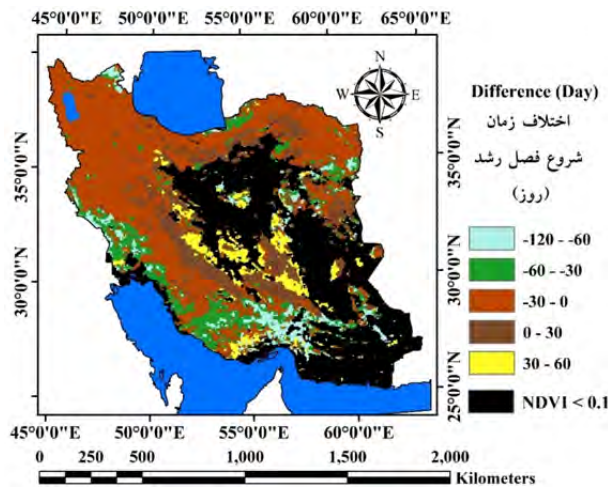 45°0'0"E 50°0'0"E 55°0'0"E 60°0'0"E 65°0'0"E
N
W E
S
35°0'0"N
30°0'0"N
35°0'0"N
30°0'0"N
25°0'0"N
45°0'0"E 50°0'0"E 55°0'0"E 60°0'0"E
0 250 500 1,000 1,500 2,000
Kilometers
Difference (Day)
اختلاف زمان
شروع فصل رشد
(روز)
-120 - -60
-60 - -30
-30 - 0
0 - 30
30 - 60
NDVI < 0.1